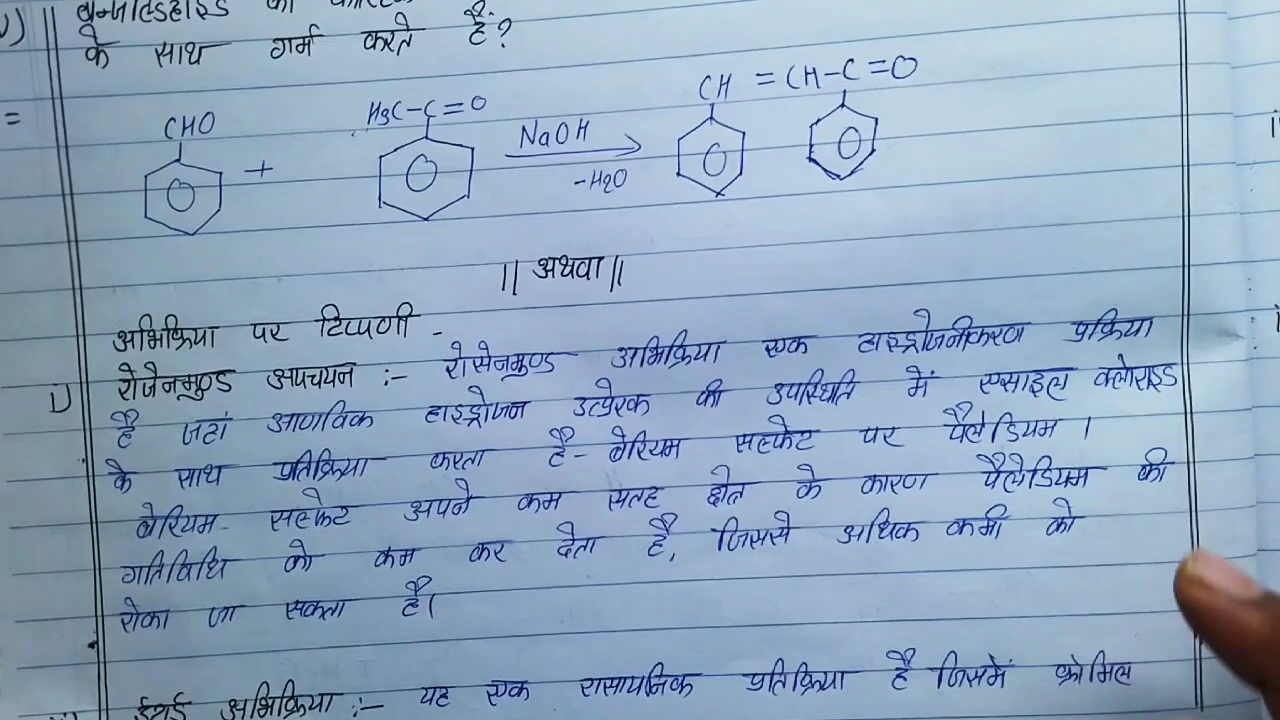 बेन्जल्डिहाइड को
के साथ गर्म करते हैं?
=
CHO + H3C-C=O NaOH -H2O CH=CH-C=O
|| अथवा ||
अभिक्रिया पर टिप्पणी -
i) रोजेनमुण्ड अपचयन :- रोसेनमुण्ड अभिक्रिया एक हाइड्रोजनीकरण प्रक्रिया
है जहां आणविक हाइड्रोजन उत्प्रेरक की उपस्थिति में एसाइल क्लोराइड
के साथ प्रतिक्रिया करता है - बेरियम सल्फेट पर पैलेडियम।
बेरियम सल्फेट अपने कम सतह क्षेत्र के कारण पैलेडियम की
गतिविधि को कम कर देता है, जिससे अधिक कमी को
रोका जा सकता है।
ईटार्ड अभिक्रिया :- यह एक रासायनिक प्रतिक्रिया है जिसमें क्रोमिल